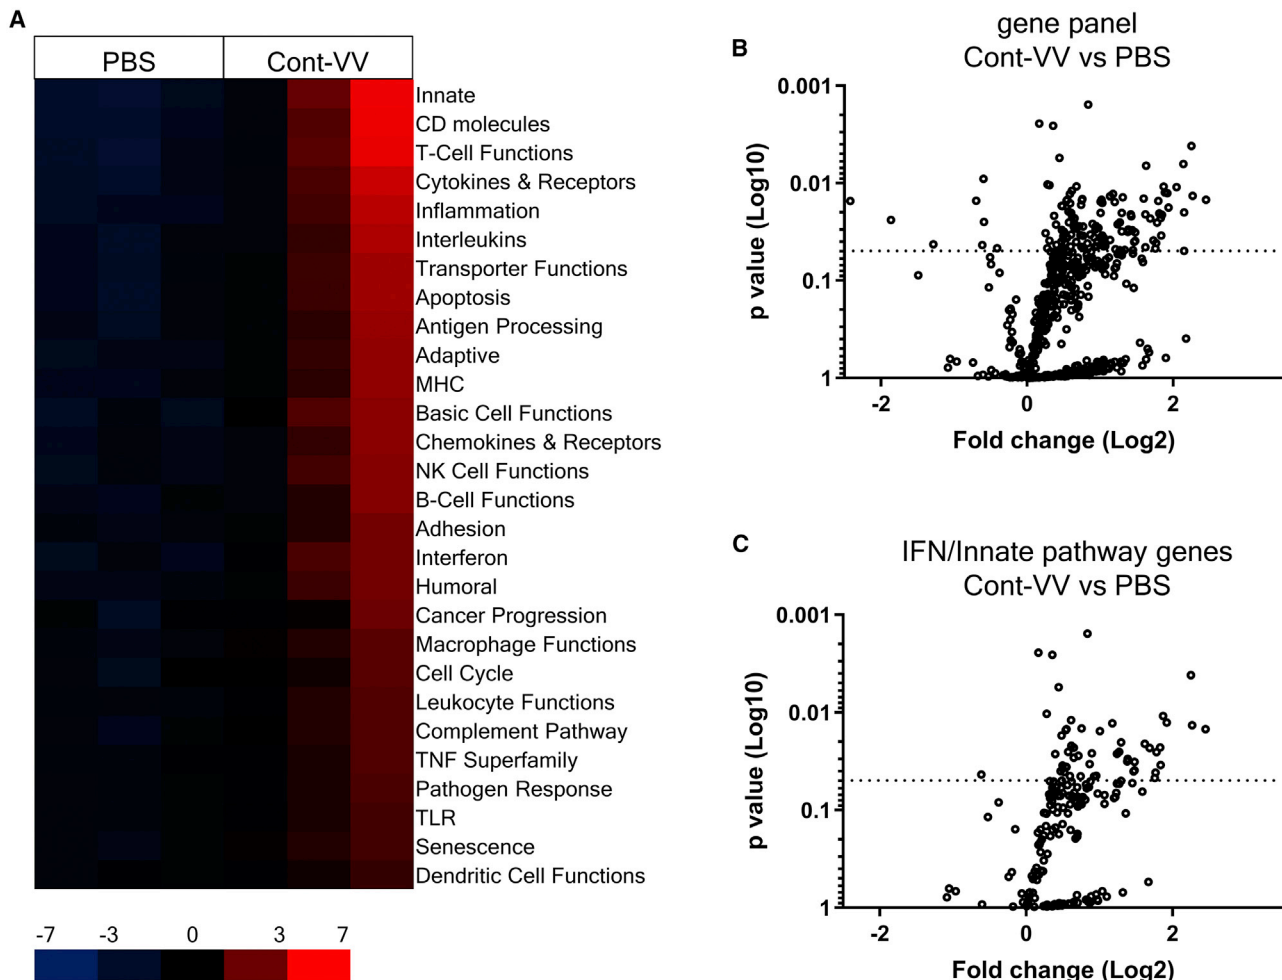 A
PBS Cont-VV
Innate
CD molecules
T-Cell Functions
Cytokines & Receptors
Inflammation
Interleukins
Transporter Functions
Apoptosis
Antigen Processing
Adaptive
MHC
Basic Cell Functions
Chemokines & Receptors
NK Cell Functions
B-Cell Functions
Adhesion
Interferon
Humoral
Cancer Progression
Macrophage Functions
Cell Cycle
Leukocyte Functions
Complement Pathway
TNF Superfamily
Pathogen Response
TLR
Senescence
Dendritic Cell Functions
-7 -3 0 3 7
B
gene panel
Cont-VV vs PBS
p value (Log10)
0.001
0.01
0.1
1
-2 0 2
Fold change (Log2)
C
IFN/Innate pathway genes
Cont-VV vs PBS
p value (Log10)
0.001
0.01
0.1
1
-2 0 2
Fold change (Log2)